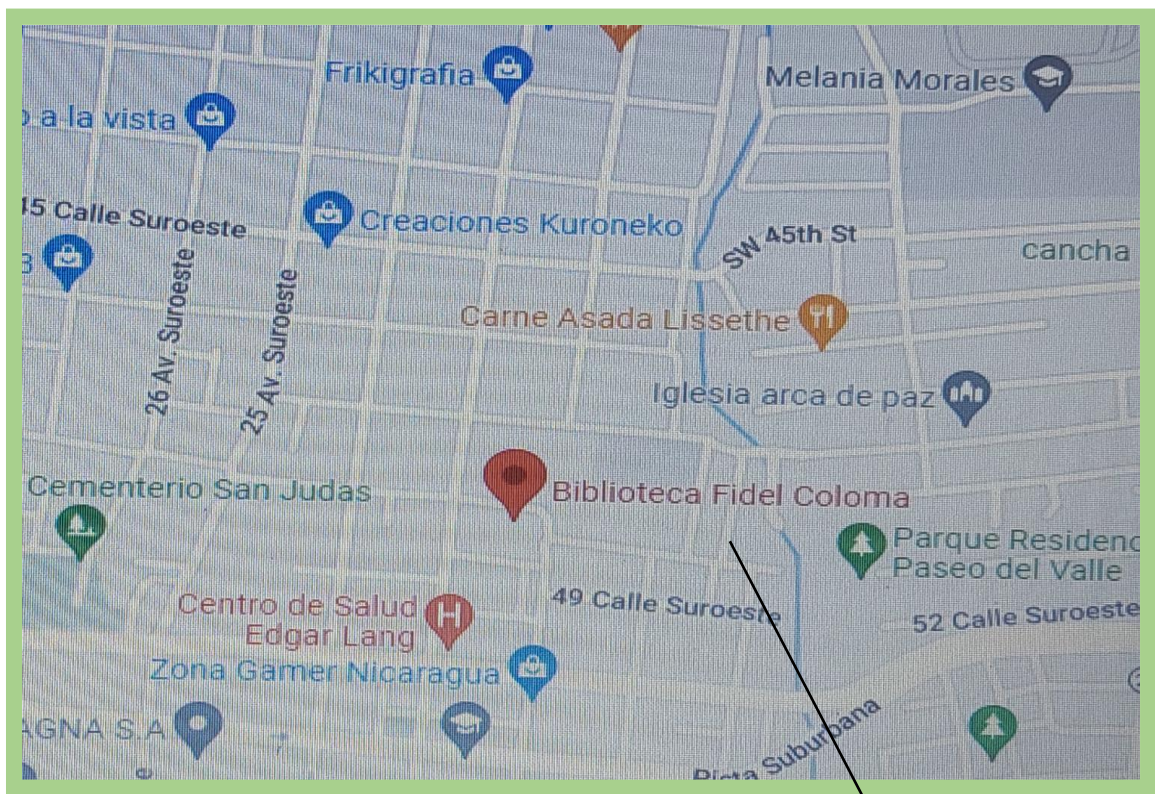 Frikigrafia
Melania Morales
a la vista
45 Calle Suroeste
Creaciones Kuroneko
SW 45th St
cancha
26 Av. Suroeste
25 Av. Suroeste
Carne Asada Lissethe
Iglesia arca de paz
Cementerio San Judas
Biblioteca Fidel Coloma
Parque Residenc
Paseo del Valle
Centro de Salud
Edgar Lang
49 Calle Suroeste
52 Calle Suroeste
Zona Gamer Nicaragua
AGNA S.A
Pista Suburbana